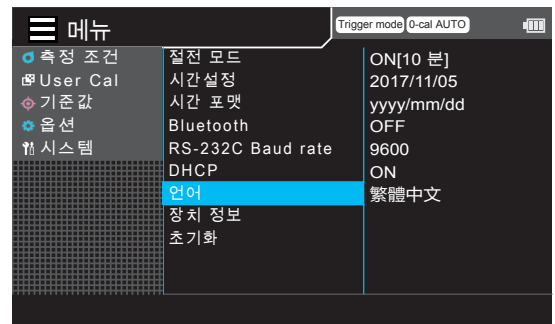 메뉴
Trigger mode 0-cal AUTO
측정 조건
User Cal
기준값
옵션
시스템
절전 모드 ON[10 분]
시간설정 2017/11/05
시간 포맷 yyyy/mm/dd
Bluetooth OFF
RS-232C Baud rate 9600
DHCP ON
언어 繁體中文
장치 정보
초기화